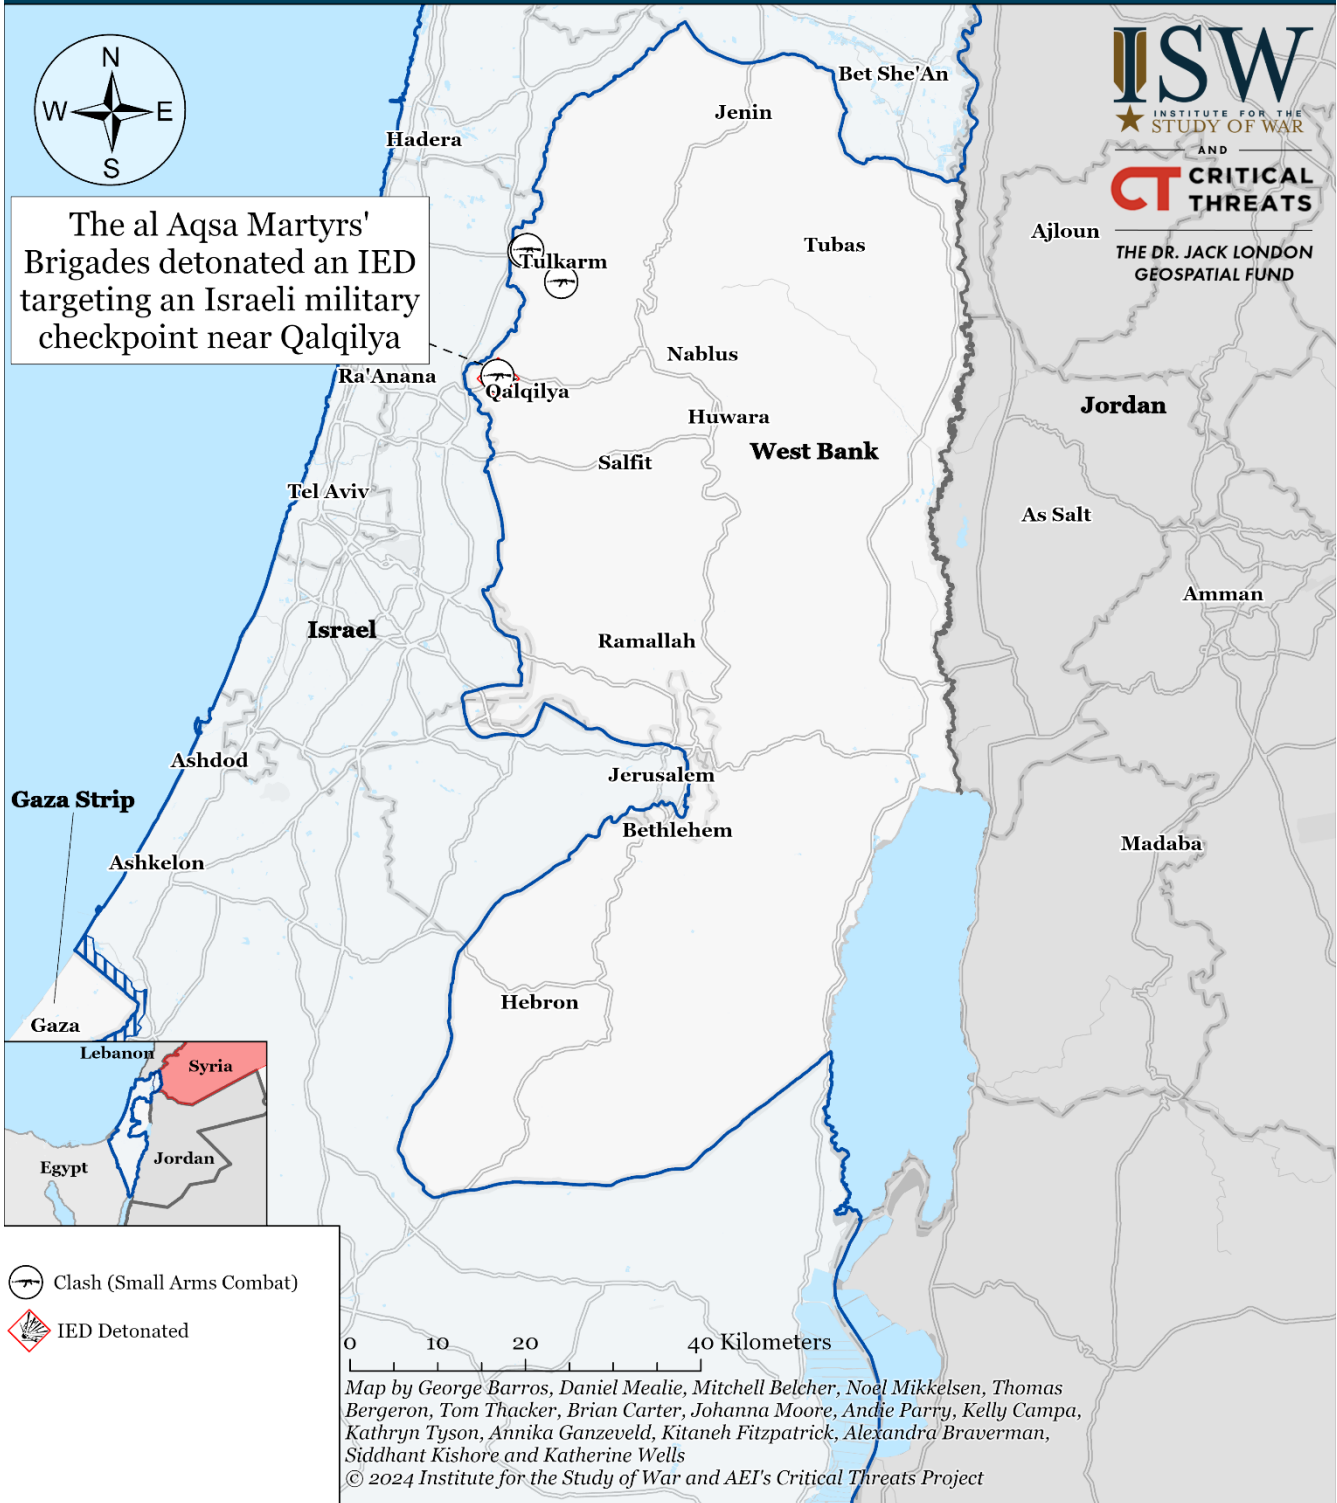 N
W
E
S
ISW
INSTITUTE FOR THE
STUDY OF WAR
AND
CT CRITICAL
THREATS
THE DR. JACK LONDON
GEOSPATIAL FUND
The al Aqsa Martyrs'
Brigades detonated an IED
targeting an Israeli military
checkpoint near Qalqilya
Bet She'An
Jenin
Hadera
Ajloun
Tubas
Tulkarm
Nablus
Ra'Anana
Qalqilya
Jordan
Huwara
West Bank
Salfit
Tel Aviv
As Salt
Amman
Israel
Ramallah
Ashdod
Jerusalem
Gaza Strip
Bethlehem
Madaba
Ashkelon
Hebron
Gaza
Lebanon
Syria
Jordan
Egypt
Clash (Small Arms Combat)
IED Detonated
0 10 20 40 Kilometers
Map by George Barros, Daniel Mealie, Mitchell Belcher, Noel Mikkelsen, Thomas
Bergeron, Tom Thacker, Brian Carter, Johanna Moore, Andie Parry, Kelly Campa,
Kathryn Tyson, Annika Ganzeveld, Kitaneh Fitzpatrick, Alexandra Braverman,
Siddhant Kishore and Katherine Wells
© 2024 Institute for the Study of War and AEI's Critical Threats Project